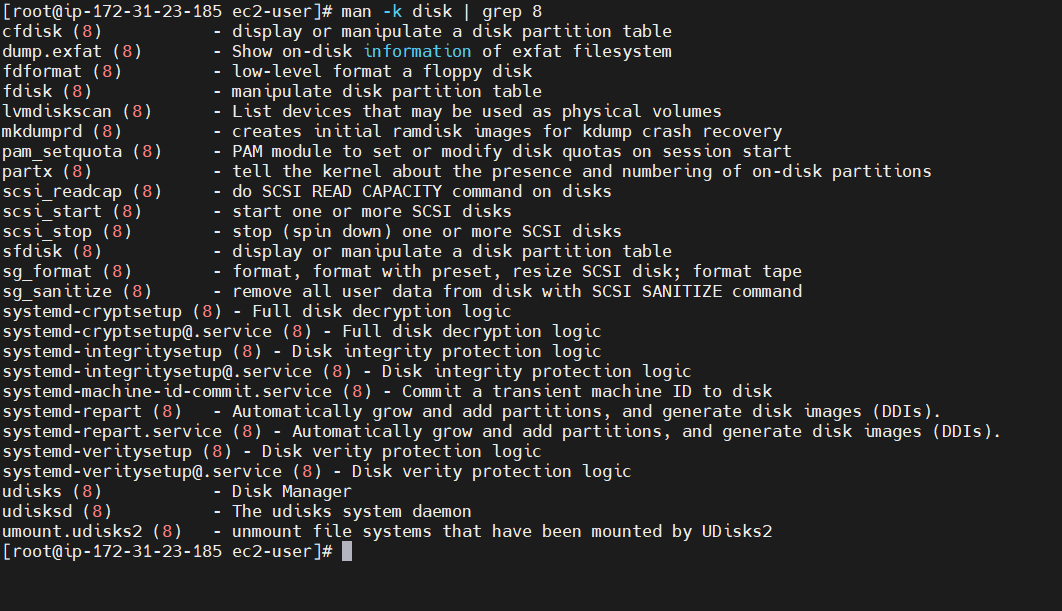 [root@ip-172-31-23-185 ec2-user]# man -k disk | grep 8
cfdisk (8)           - display or manipulate a disk partition table
dump.exfat (8)       - Show on-disk information of exfat filesystem
fdformat (8)         - low-level format a floppy disk
fdisk (8)            - manipulate disk partition table
lvmdiskscan (8)      - List devices that may be used as physical volumes
mkdumprd (8)         - creates initial ramdisk images for kdump crash recovery
pam_setquota (8)     - PAM module to set or modify disk quotas on session start
partx (8)            - tell the kernel about the presence and numbering of on-disk partitions
scsi_readcap (8)     - do SCSI READ CAPACITY command on disks
scsi_start (8)       - start one or more SCSI disks
scsi_stop (8)        - stop (spin down) one or more SCSI disks
sfdisk (8)           - display or manipulate a disk partition table
sg_format (8)        - format, format with preset, resize SCSI disk; format tape
sg_sanitize (8)      - remove all user data from disk with SCSI SANITIZE command
systemd-cryptsetup (8) - Full disk decryption logic
systemd-cryptsetup@.service (8) - Full disk decryption logic
systemd-integritysetup (8) - Disk integrity protection logic
systemd-integritysetup@.service (8) - Disk integrity protection logic
systemd-machine-id-commit.service (8) - Commit a transient machine ID to disk
systemd-repart (8)   - Automatically grow and add partitions, and generate disk images (DDIs).
systemd-repart.service (8) - Automatically grow and add partitions, and generate disk images (DDIs).
systemd-veritysetup (8) - Disk verity protection logic
systemd-veritysetup@.service (8) - Disk verity protection logic
udisks (8)           - Disk Manager
udisksd (8)          - The udisks system daemon
umount.udisks2 (8)   - unmount file systems that have been mounted by UDisks2
[root@ip-172-31-23-185 ec2-user]#